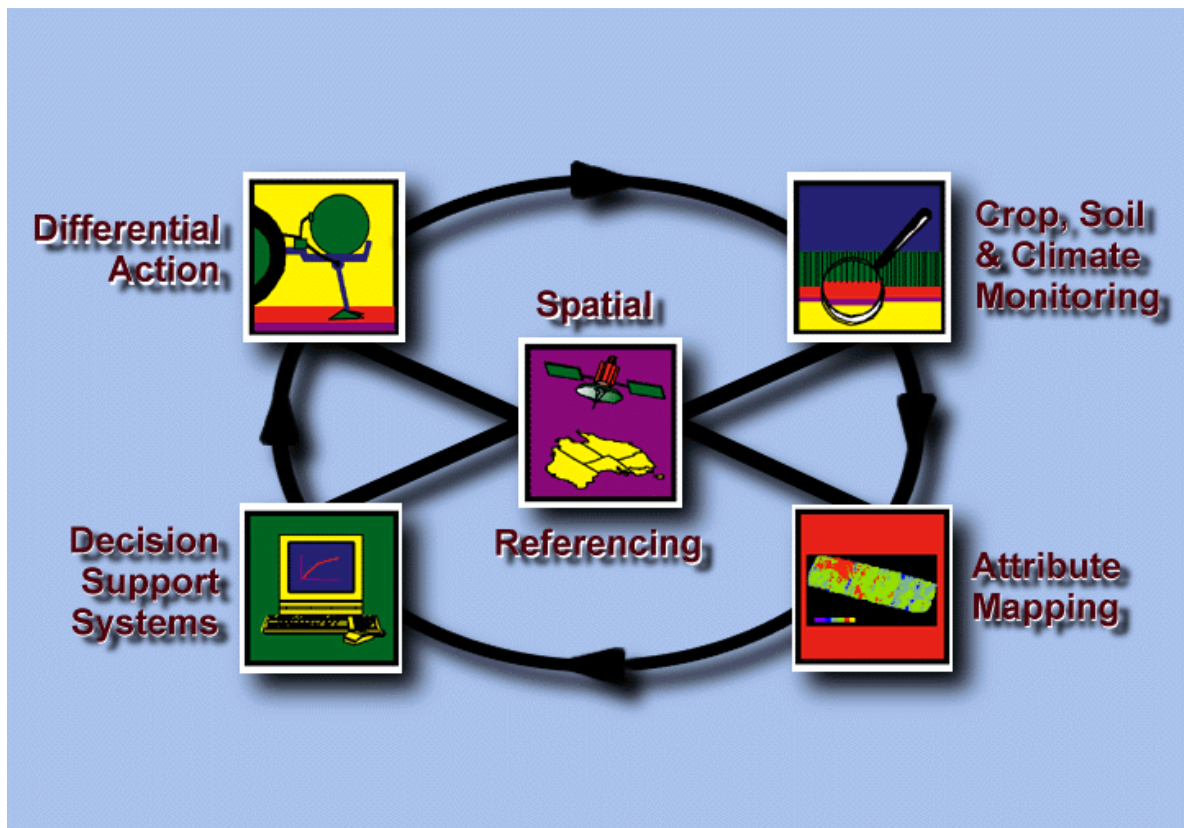 Differential
Action
Crop, Soil
& Climate
Monitoring
Spatial
Referencing
Decision
Support
Systems
Attribute
Mapping